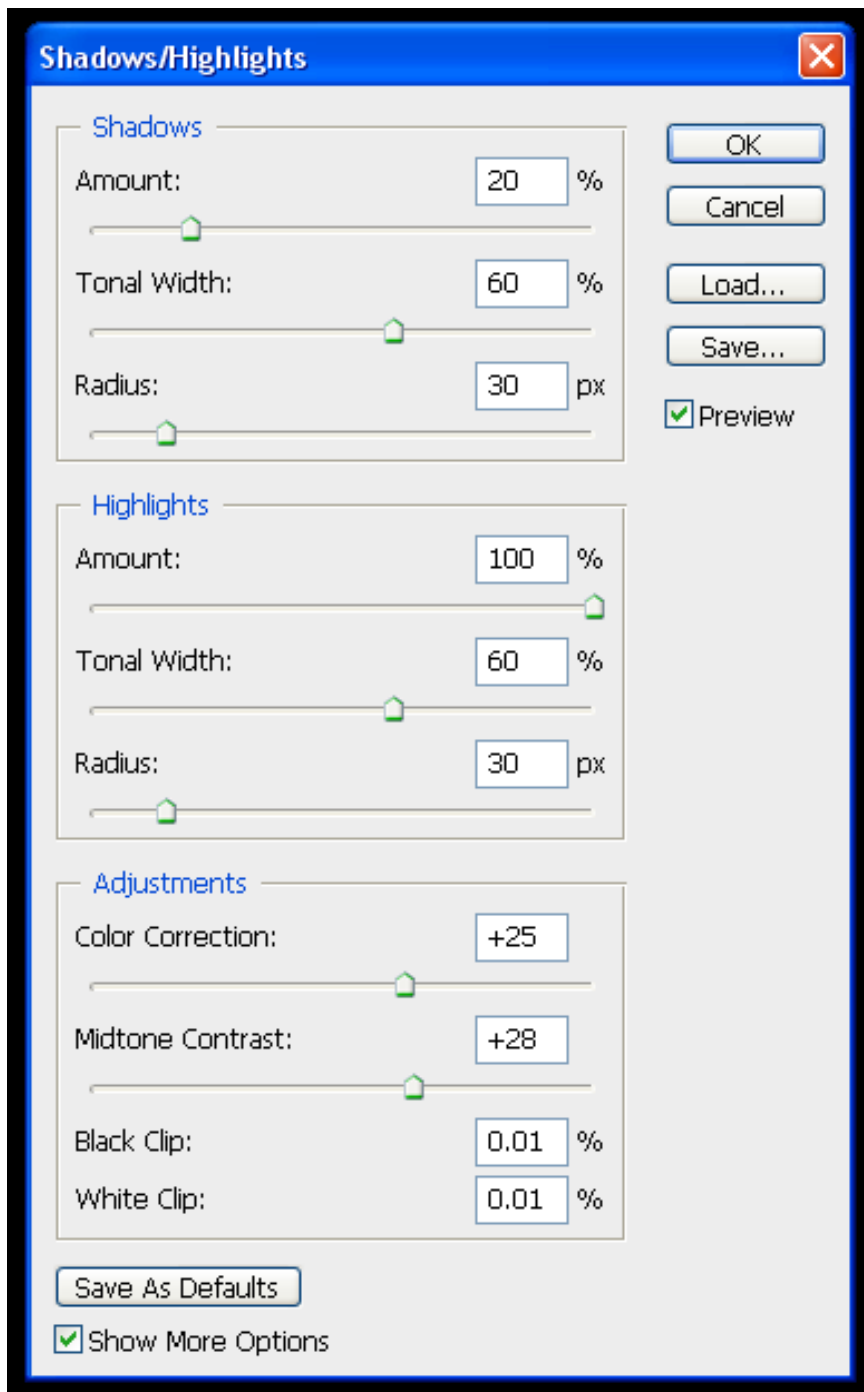 Shadows/Highlights
Shadows
Amount: 20 %
Tonal Width: 60 %
Radius: 30 px
Highlights
Amount: 100 %
Tonal Width: 60 %
Radius: 30 px
Adjustments
Color Correction: +25
Midtone Contrast: +28
Black Clip: 0.01 %
White Clip: 0.01 %
Save As Defaults
Show More Options
OK
Cancel
Load...
Save...
Preview